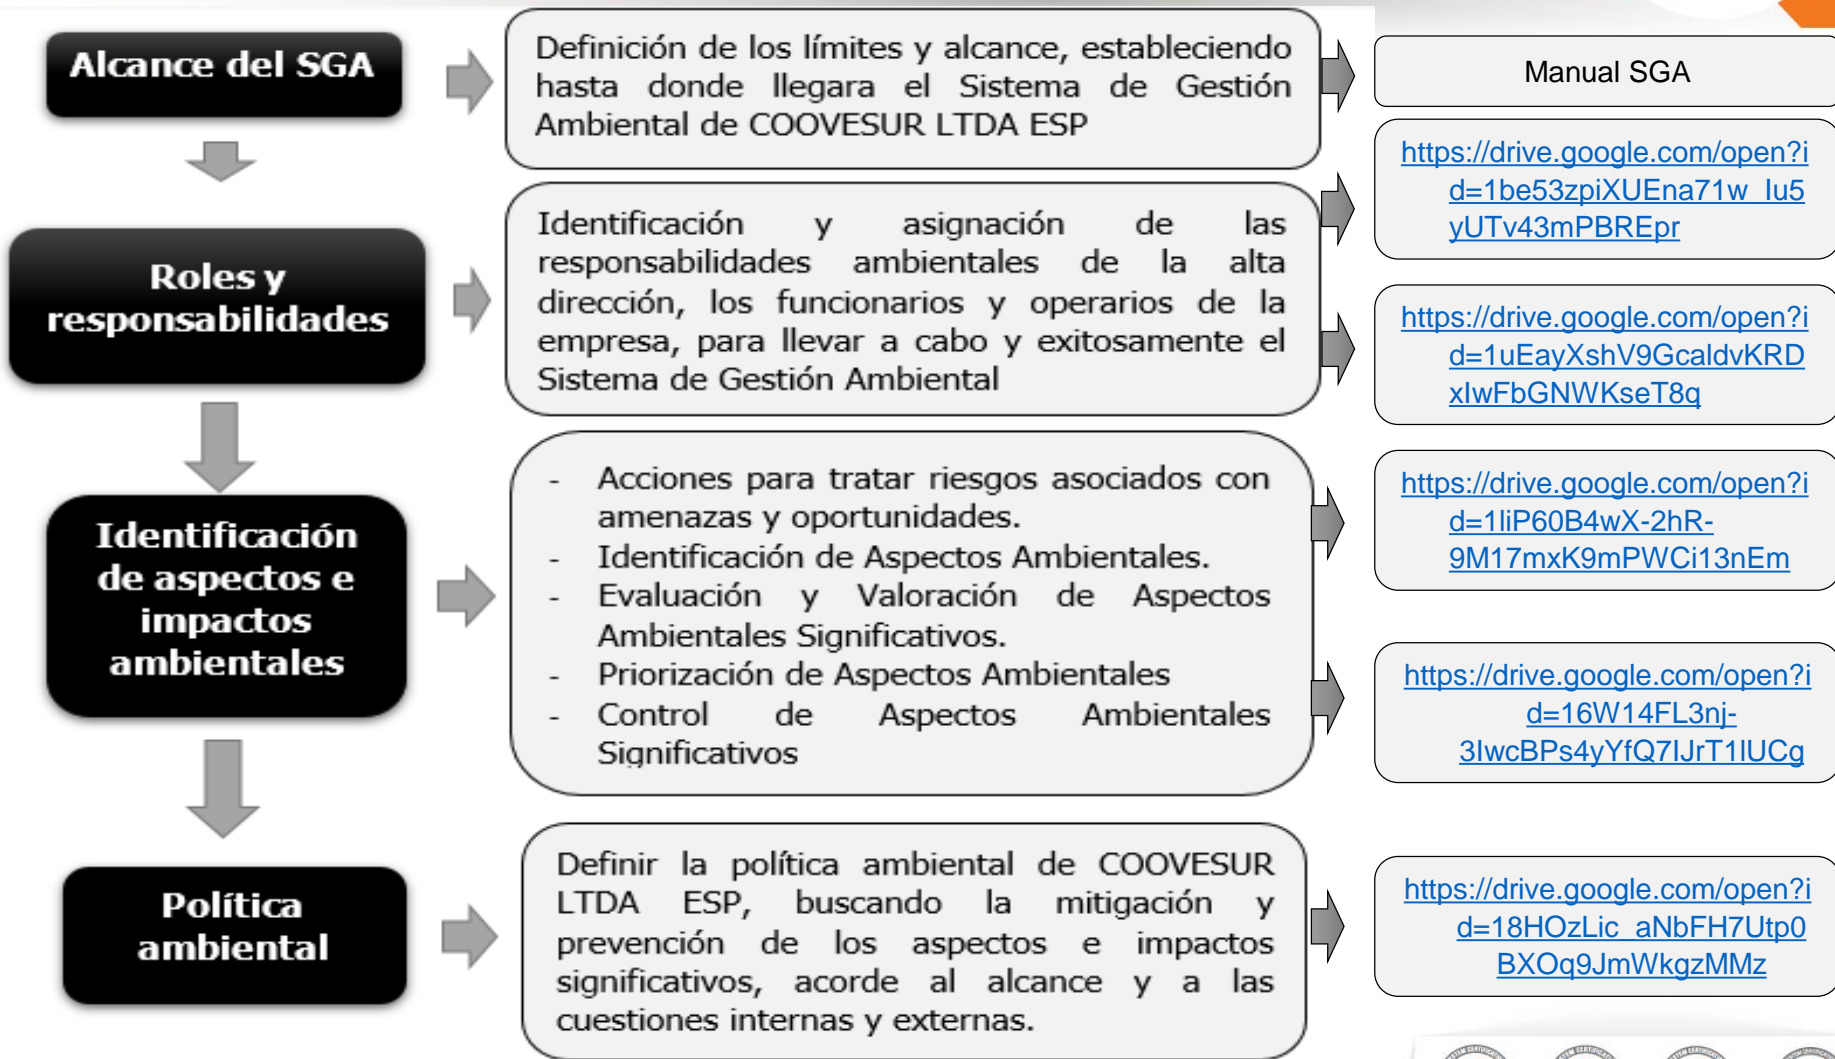 Alcance del SGA
Definición de los límites y alcance, estableciendo
hasta donde llegara el Sistema de Gestión
Ambiental de COOVESUR LTDA ESP
Manual SGA
Roles y
responsabilidades
Identificación y asignación de las
responsabilidades ambientales de la alta
dirección, los funcionarios y operarios de la
empresa, para llevar a cabo y exitosamente el
Sistema de Gestión Ambiental
https://drive.google.com/open?i
d=1be53zpiXUEna71w_Iu5
yUTv43mPBREpr
https://drive.google.com/open?i
d=1uEayXshV9GcaldvKRD
xIwFbGNWKseT8q
Identificación
de aspectos e
impactos
ambientales
- Acciones para tratar riesgos asociados con
amenazas y oportunidades.
- Identificación de Aspectos Ambientales.
- Evaluación y Valoración de Aspectos
Ambientales Significativos.
- Priorización de Aspectos Ambientales
- Control de Aspectos Ambientales
Significativos
https://drive.google.com/open?i
d=1liP60B4wX-2hR-
9M17mxK9mPWCi13nEm
https://drive.google.com/open?i
d=16W14FL3nj-
3IwcBPs4yYfQ7IJrT1lUCg
Política
ambiental
Definir la política ambiental de COOVESUR
LTDA ESP, buscando la mitigación y
prevención de los aspectos e impactos
significativos, acorde al alcance y a las
cuestiones internas y externas.
https://drive.google.com/open?i
d=18HOzLic_aNbFH7Utp0
BXOq9JmWkgzMMz